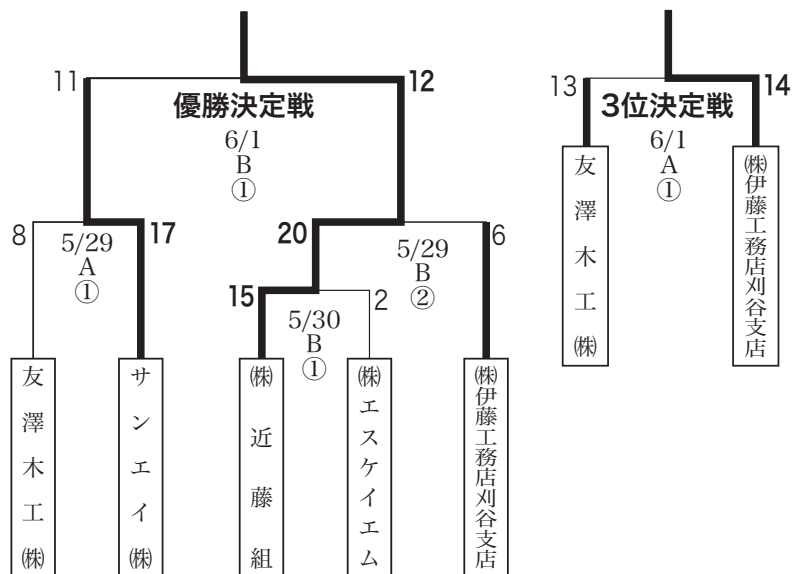 11
12
優勝決定戦
6/1
B
①
13
14
3位決定戦
6/1
A
①
友澤木工㈱
㈱伊藤工務店刈谷支店
8
17
5/29
A
①
20
6
5/29
B
②
15
2
5/30
B
①
友澤木工㈱
サンエイ㈱
㈱近藤組
㈱エスケイエム
㈱伊藤工務店刈谷支店